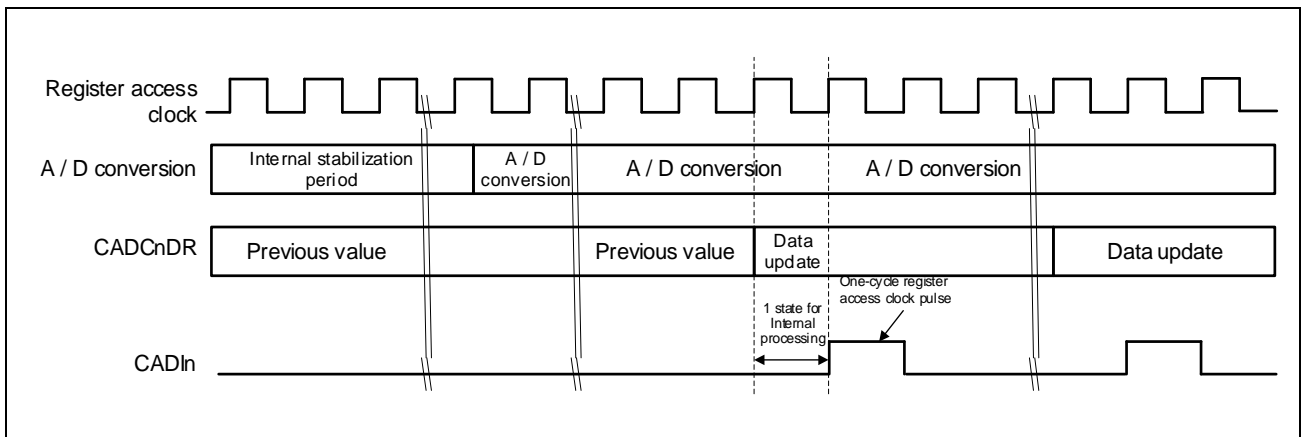 Register access
clock
A / D conversion
Internal stabilization
period
A / D
conversion
A / D conversion
A / D conversion
CADCnDR
Previous value
Previous value
Data
update
Data update
One-cycle register
access clock pulse
1 state for
Internal
processing
CADIn